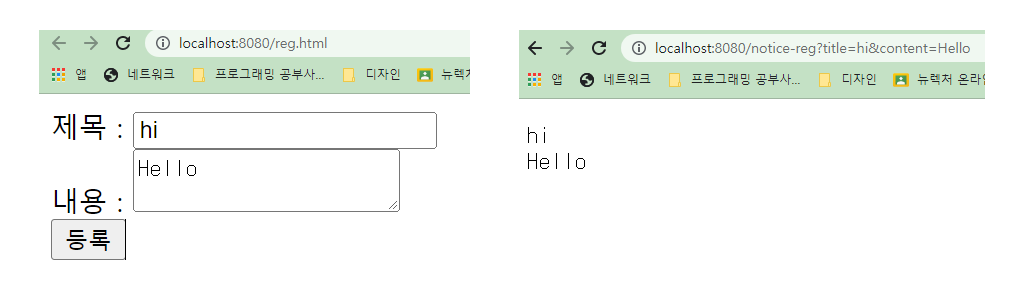 localhost:8080/reg.html
앱 네트워크 프로그래밍 공부사... 디자인 뉴렉
제목 : hi
내용 : Hello
등록
localhost:8080/notice-reg?title=hi&content=Hello
앱 네트워크 프로그래밍 공부사... 디자인 뉴렉처 온라인
hi
Hello